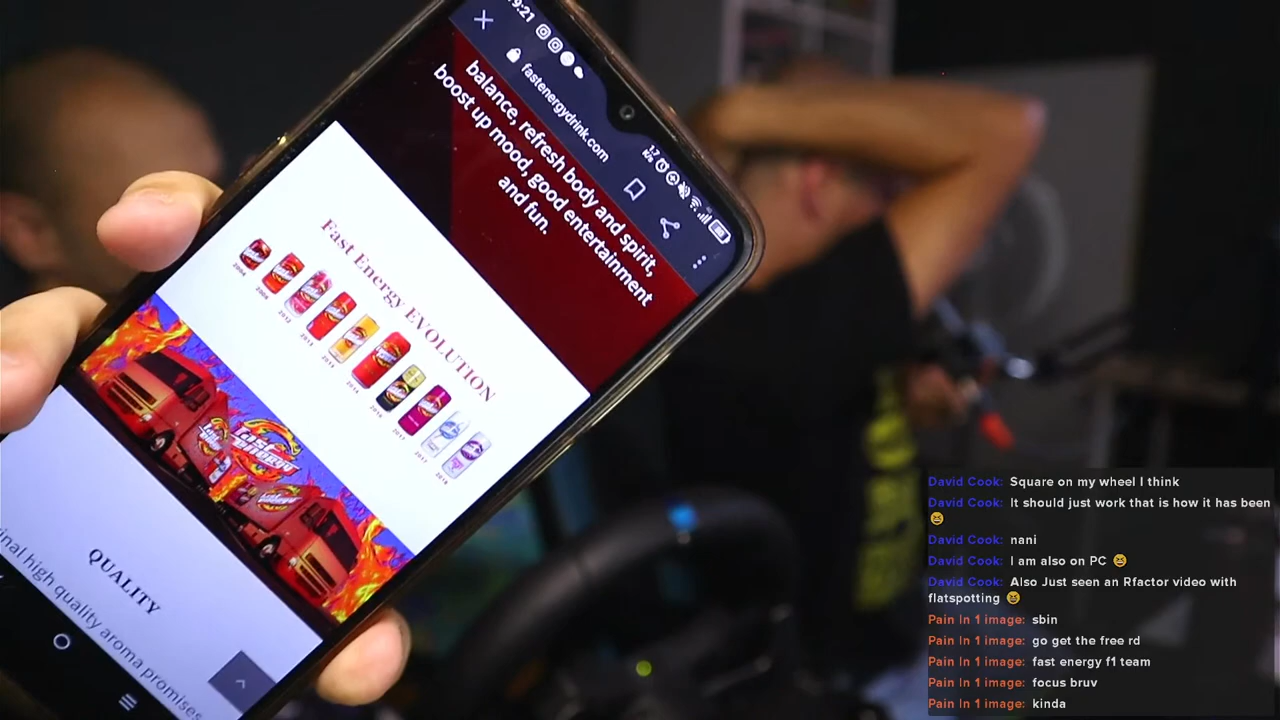 9:21
fastenergydrink.com
balance, refresh body and spirit,
boost up mood, good entertainment
and fun.
Fast Energy EVOLUTION
2004
2017
2017
2018
Fast
ENERGY
QUALITY
inal high quality aroma promises
David Cook: Square on my wheel I think
David Cook: It should just work that is how it has been
😆
David Cook: nani
David Cook: I am also on PC 😆
David Cook: Also Just seen an Rfactor video with
flatspotting 😆
Pain In 1 image: sbin
Pain In 1 image: go get the free rd
Pain In 1 image: fast energy f1 team
Pain In 1 image: focus bruv
Pain In 1 image: kinda